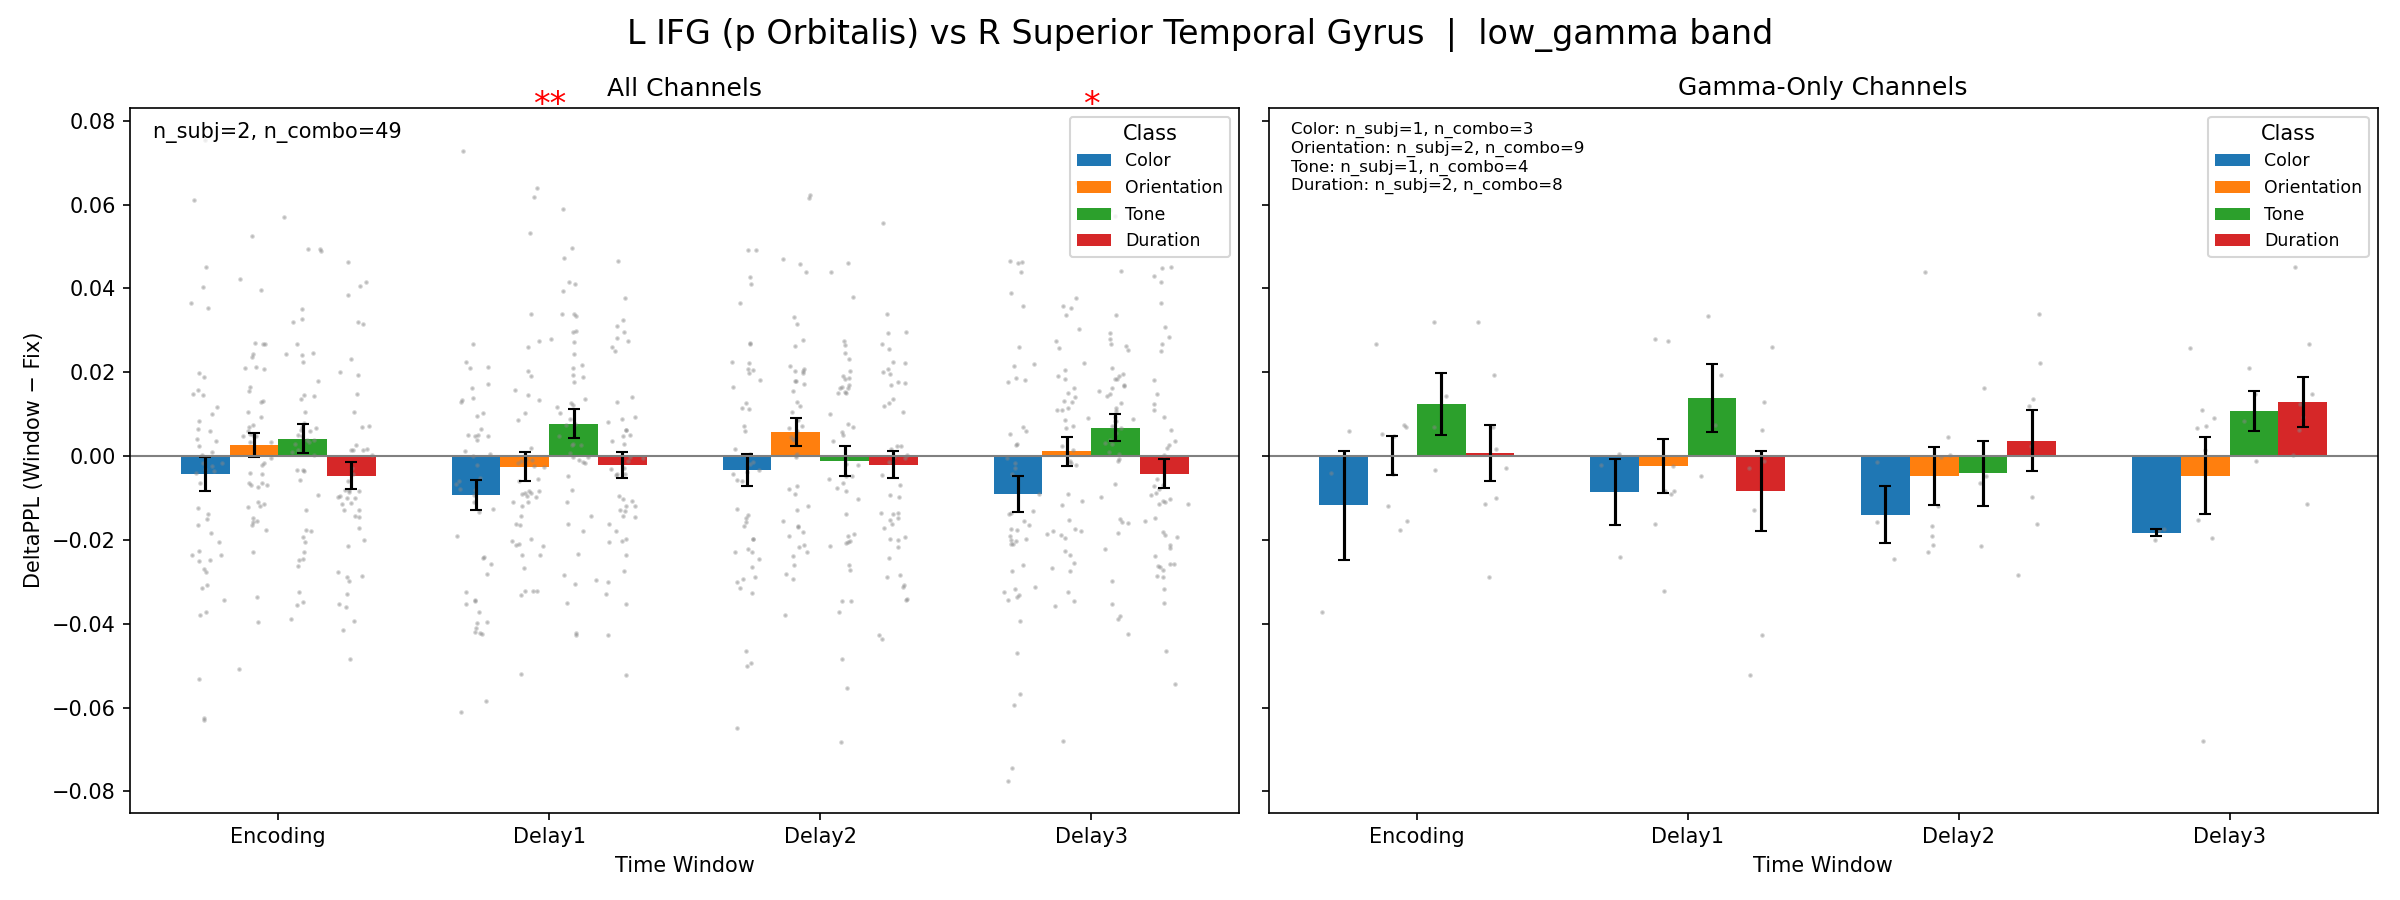 L IFG (p Orbitalis) vs R Superior Temporal Gyrus | low_gamma band
All Channels
**
*
n_subj=2, n_combo=49
Class
Color
Orientation
Tone
Duration
DeltaPPL (Window − Fix)
0.08
0.06
0.04
0.02
0.00
−0.02
−0.04
−0.06
−0.08
Encoding
Delay1
Delay2
Delay3
Time Window
Gamma-Only Channels
Color: n_subj=1, n_combo=3
Orientation: n_subj=2, n_combo=9
Tone: n_subj=1, n_combo=4
Duration: n_subj=2, n_combo=8
Class
Color
Orientation
Tone
Duration
Encoding
Delay1
Delay2
Delay3
Time Window